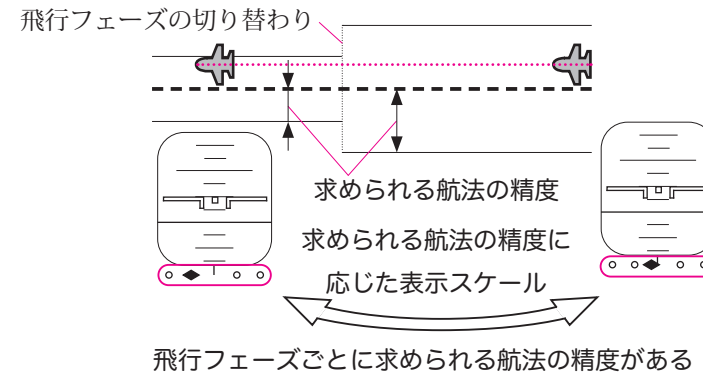 飛行フェーズの切り替わり
求められる航法の精度
求められる航法の精度に
応じた表示スケール
飛行フェーズごとに求められる航法の精度がある